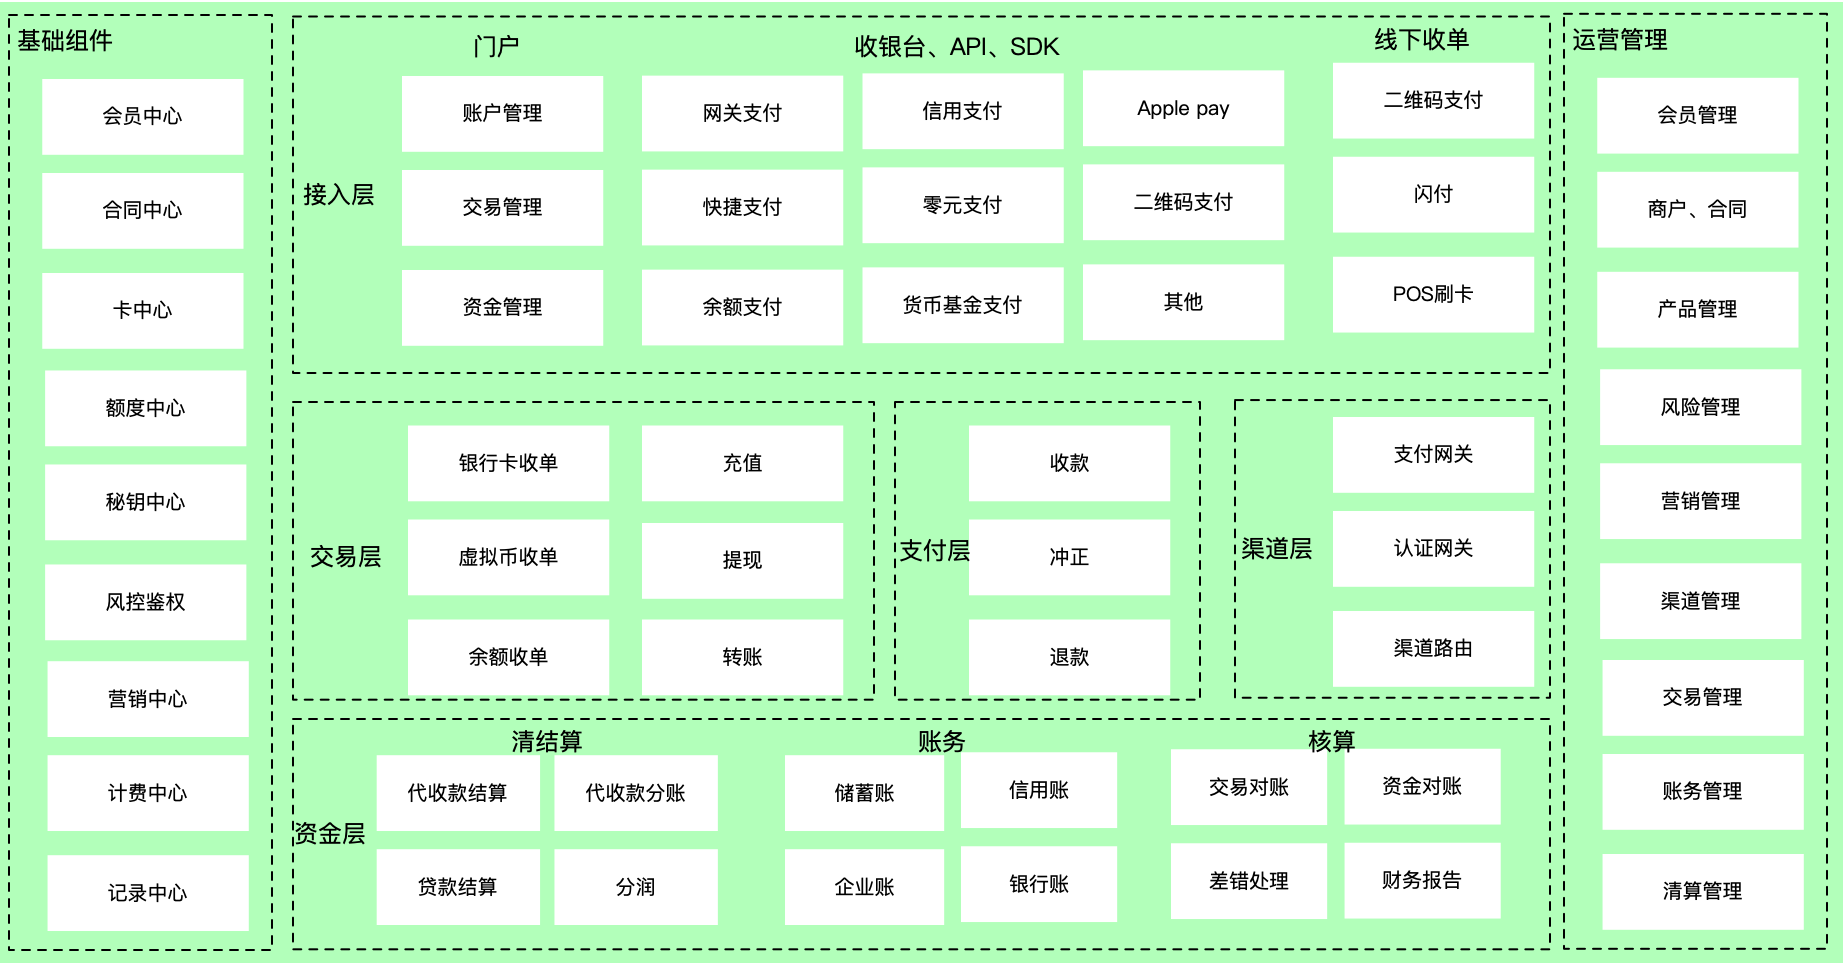 基础组件
会员中心
合同中心
卡中心
额度中心
秘钥中心
风控鉴权
营销中心
计费中心
记录中心
接入层
门户
账户管理
交易管理
资金管理
收银台、API、SDK
网关支付
信用支付
Apple pay
快捷支付
零元支付
二维码支付
余额支付
货币基金支付
其他
线下收单
二维码支付
闪付
POS刷卡
交易层
银行卡收单
充值
虚拟币收单
提现
余额收单
转账
支付层
收款
冲正
退款
渠道层
支付网关
认证网关
渠道路由
资金层
清结算
代收款结算
代收款分账
贷款结算
分润
账务
储蓄账
信用账
企业账
银行账
核算
交易对账
资金对账
差错处理
财务报告
运营管理
会员管理
商户、合同
产品管理
风险管理
营销管理
渠道管理
交易管理
账务管理
清算管理